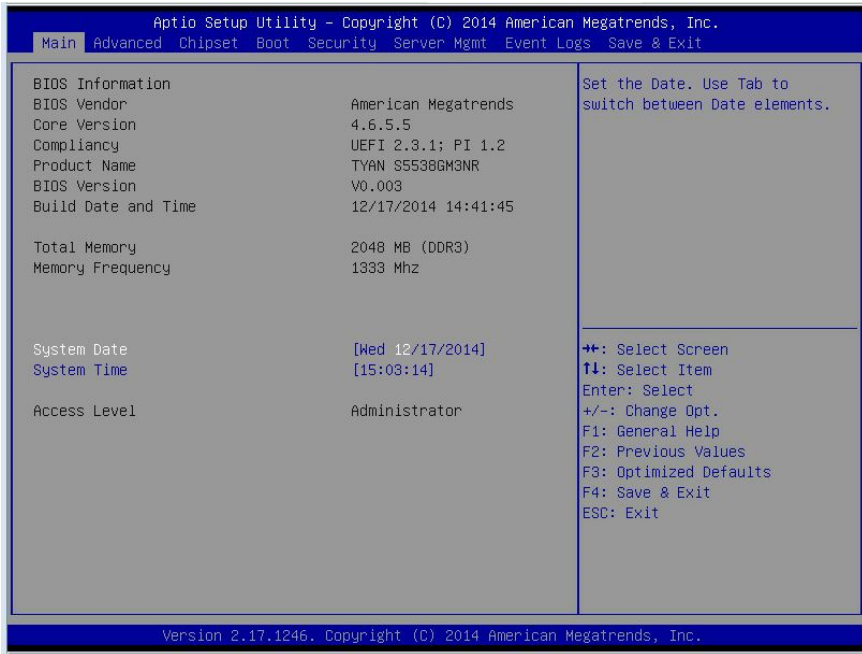 Aptio Setup Utility – Copyright (C) 2014 American Megatrends, Inc.
Main Advanced Chipset Boot Security Server Mgmt Event Logs Save & Exit
BIOS Information
BIOS Vendor American Megatrends
Core Version 4.6.5.5
Compliancy UEFI 2.3.1; PI 1.2
Product Name TYAN S5538GM3NR
BIOS Version V0.003
Build Date and Time 12/17/2014 14:41:45
Total Memory 2048 MB (DDR3)
Memory Frequency 1333 Mhz
System Date [Wed 12/17/2014]
System Time [15:03:14]
Access Level Administrator
Set the Date. Use Tab to
switch between Date elements.
→←: Select Screen
↑↓: Select Item
Enter: Select
+/-: Change Opt.
F1: General Help
F2: Previous Values
F3: Optimized Defaults
F4: Save & Exit
ESC: Exit
Version 2.17.1246. Copyright (C) 2014 American Megatrends, Inc.